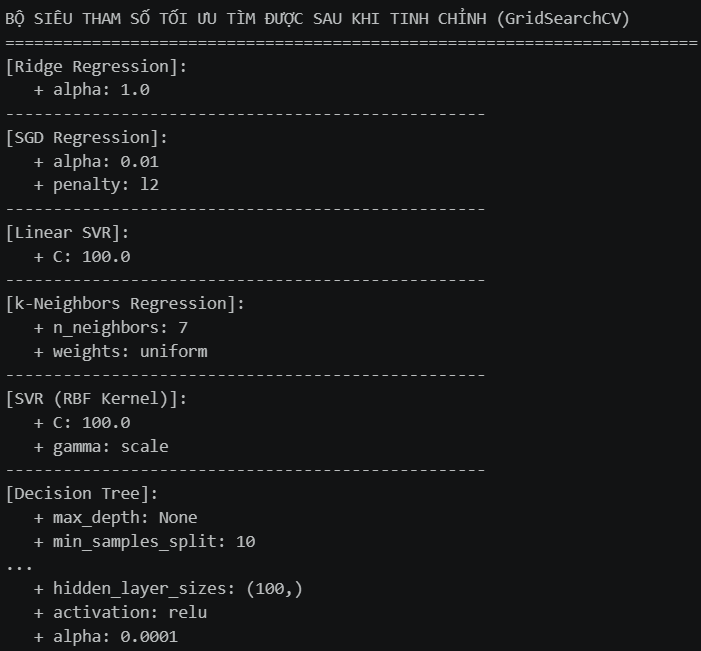 BỘ SIÊU THAM SỐ TỐI ƯU TÌM ĐƯỢC SAU KHI TINH CHỈNH (GridSearchCV)
========================================================================
[Ridge Regression]:
   + alpha: 1.0
--------------------------------------------------
[SGD Regression]:
   + alpha: 0.01
   + penalty: l2
--------------------------------------------------
[Linear SVR]:
   + C: 100.0
--------------------------------------------------
[k-Neighbors Regression]:
   + n_neighbors: 7
   + weights: uniform
--------------------------------------------------
[SVR (RBF Kernel)]:
   + C: 100.0
   + gamma: scale
--------------------------------------------------
[Decision Tree]:
   + max_depth: None
   + min_samples_split: 10
...
   + hidden_layer_sizes: (100,)
   + activation: relu
   + alpha: 0.0001